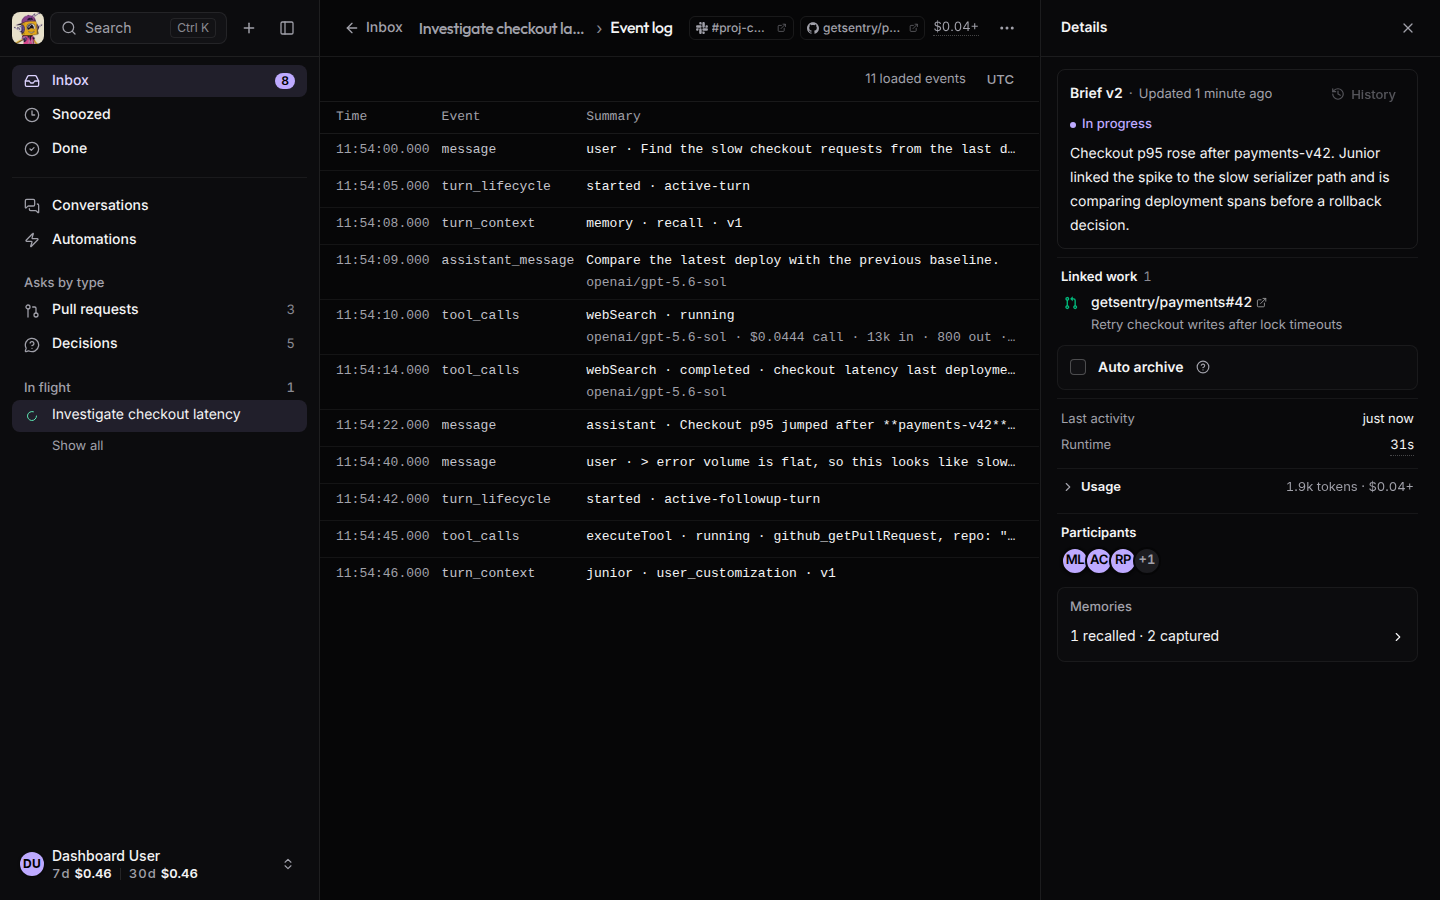 Search Ctrl K
Inbox 8
Snoozed
Done
Conversations
Automations
Asks by type
Pull requests 3
Decisions 5
In flight 1
Investigate checkout latency
Show all
DU Dashboard User
7d $0.46 30d $0.46
Inbox Investigate checkout la... › Event log #proj-c... getsentry/p... $0.04+
11 loaded events UTC
Time Event Summary
11:54:00.000 message user · Find the slow checkout requests from the last d…
11:54:05.000 turn_lifecycle started · active-turn
11:54:08.000 turn_context memory · recall · v1
11:54:09.000 assistant_message Compare the latest deploy with the previous baseline.
openai/gpt-5.6-sol
11:54:10.000 tool_calls webSearch · running
openai/gpt-5.6-sol · $0.0444 call · 13k in · 800 out ·…
11:54:14.000 tool_calls webSearch · completed · checkout latency last deployme…
openai/gpt-5.6-sol
11:54:22.000 message assistant · Checkout p95 jumped after **payments-v42**…
11:54:40.000 message user · > error volume is flat, so this looks like slow…
11:54:42.000 turn_lifecycle started · active-followup-turn
11:54:45.000 tool_calls executeTool · running · github_getPullRequest, repo: "…
11:54:46.000 turn_context junior · user_customization · v1
Details
Brief v2 · Updated 1 minute ago History
In progress
Checkout p95 rose after payments-v42. Junior
linked the spike to the slow serializer path and is
comparing deployment spans before a rollback
decision.
Linked work 1
getsentry/payments#42
Retry checkout writes after lock timeouts
Auto archive
Last activity just now
Runtime 31s
Usage 1.9k tokens · $0.04+
Participants
ML AC RP +1
Memories
1 recalled · 2 captured